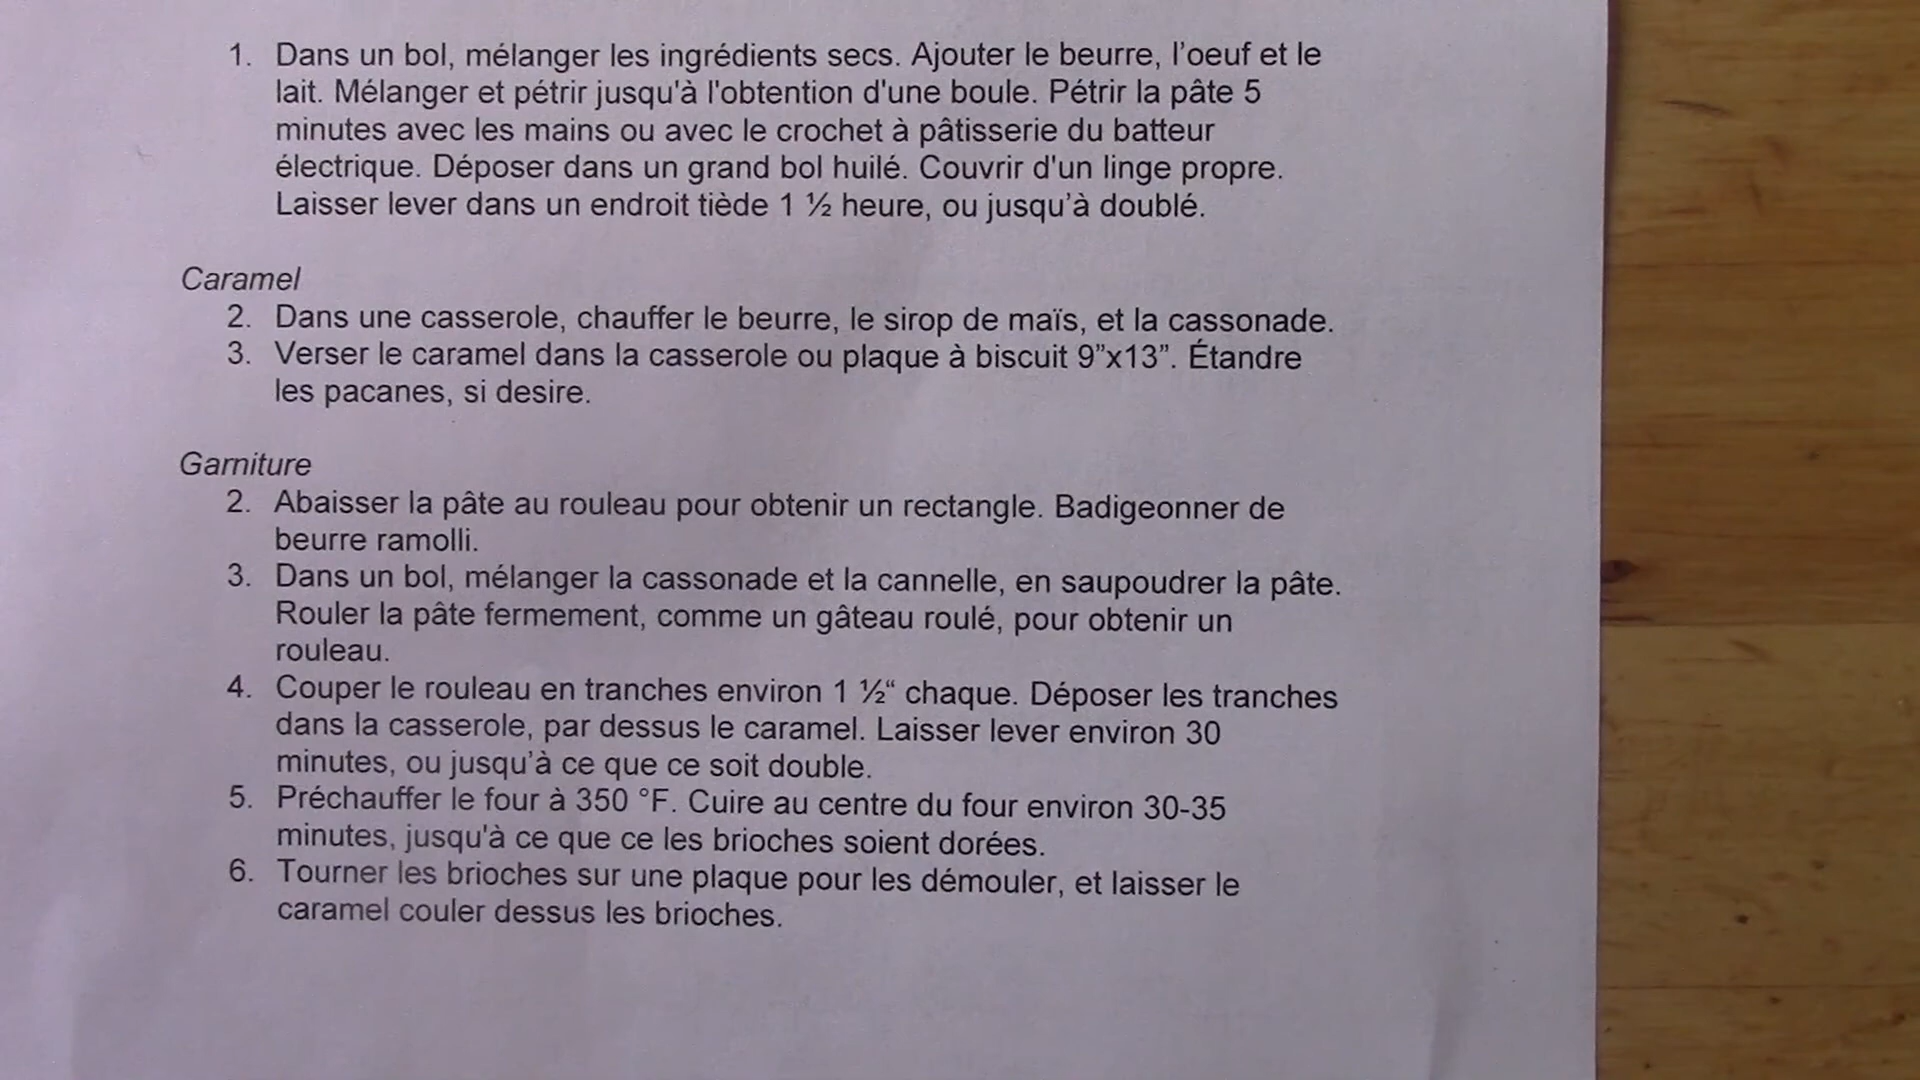 1. Dans un bol, mélanger les ingrédients secs. Ajouter le beurre, l’oeuf et le
lait. Mélanger et pétrir jusqu'à l'obtention d'une boule. Pétrir la pâte 5
minutes avec les mains ou avec le crochet à pâtisserie du batteur
électrique. Déposer dans un grand bol huilé. Couvrir d'un linge propre.
Laisser lever dans un endroit tiède 1 ½ heure, ou jusqu’à doublé.
Caramel
2. Dans une casserole, chauffer le beurre, le sirop de maïs, et la cassonade.
3. Verser le caramel dans la casserole ou plaque à biscuit 9”x13”. Étandre
les pacanes, si desire.
Garniture
2. Abaisser la pâte au rouleau pour obtenir un rectangle. Badigeonner de
beurre ramolli.
3. Dans un bol, mélanger la cassonade et la cannelle, en saupoudrer la pâte.
Rouler la pâte fermement, comme un gâteau roulé, pour obtenir un
rouleau.
4. Couper le rouleau en tranches environ 1 ½“ chaque. Déposer les tranches
dans la casserole, par dessus le caramel. Laisser lever environ 30
minutes, ou jusqu’à ce que ce soit double.
5. Préchauffer le four à 350 °F. Cuire au centre du four environ 30-35
minutes, jusqu'à ce que ce les brioches soient dorées.
6. Tourner les brioches sur une plaque pour les démouler, et laisser le
caramel couler dessus les brioches.